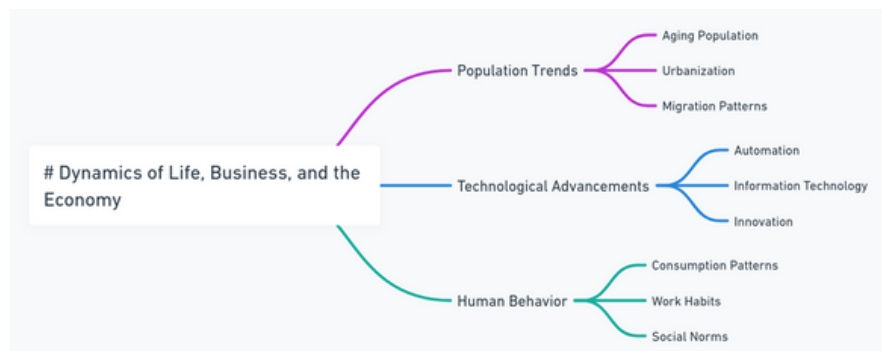 # Dynamics of Life, Business, and the
Economy
Population Trends
Aging Population
Urbanization
Migration Patterns
Technological Advancements
Automation
Information Technology
Innovation
Human Behavior
Consumption Patterns
Work Habits
Social Norms